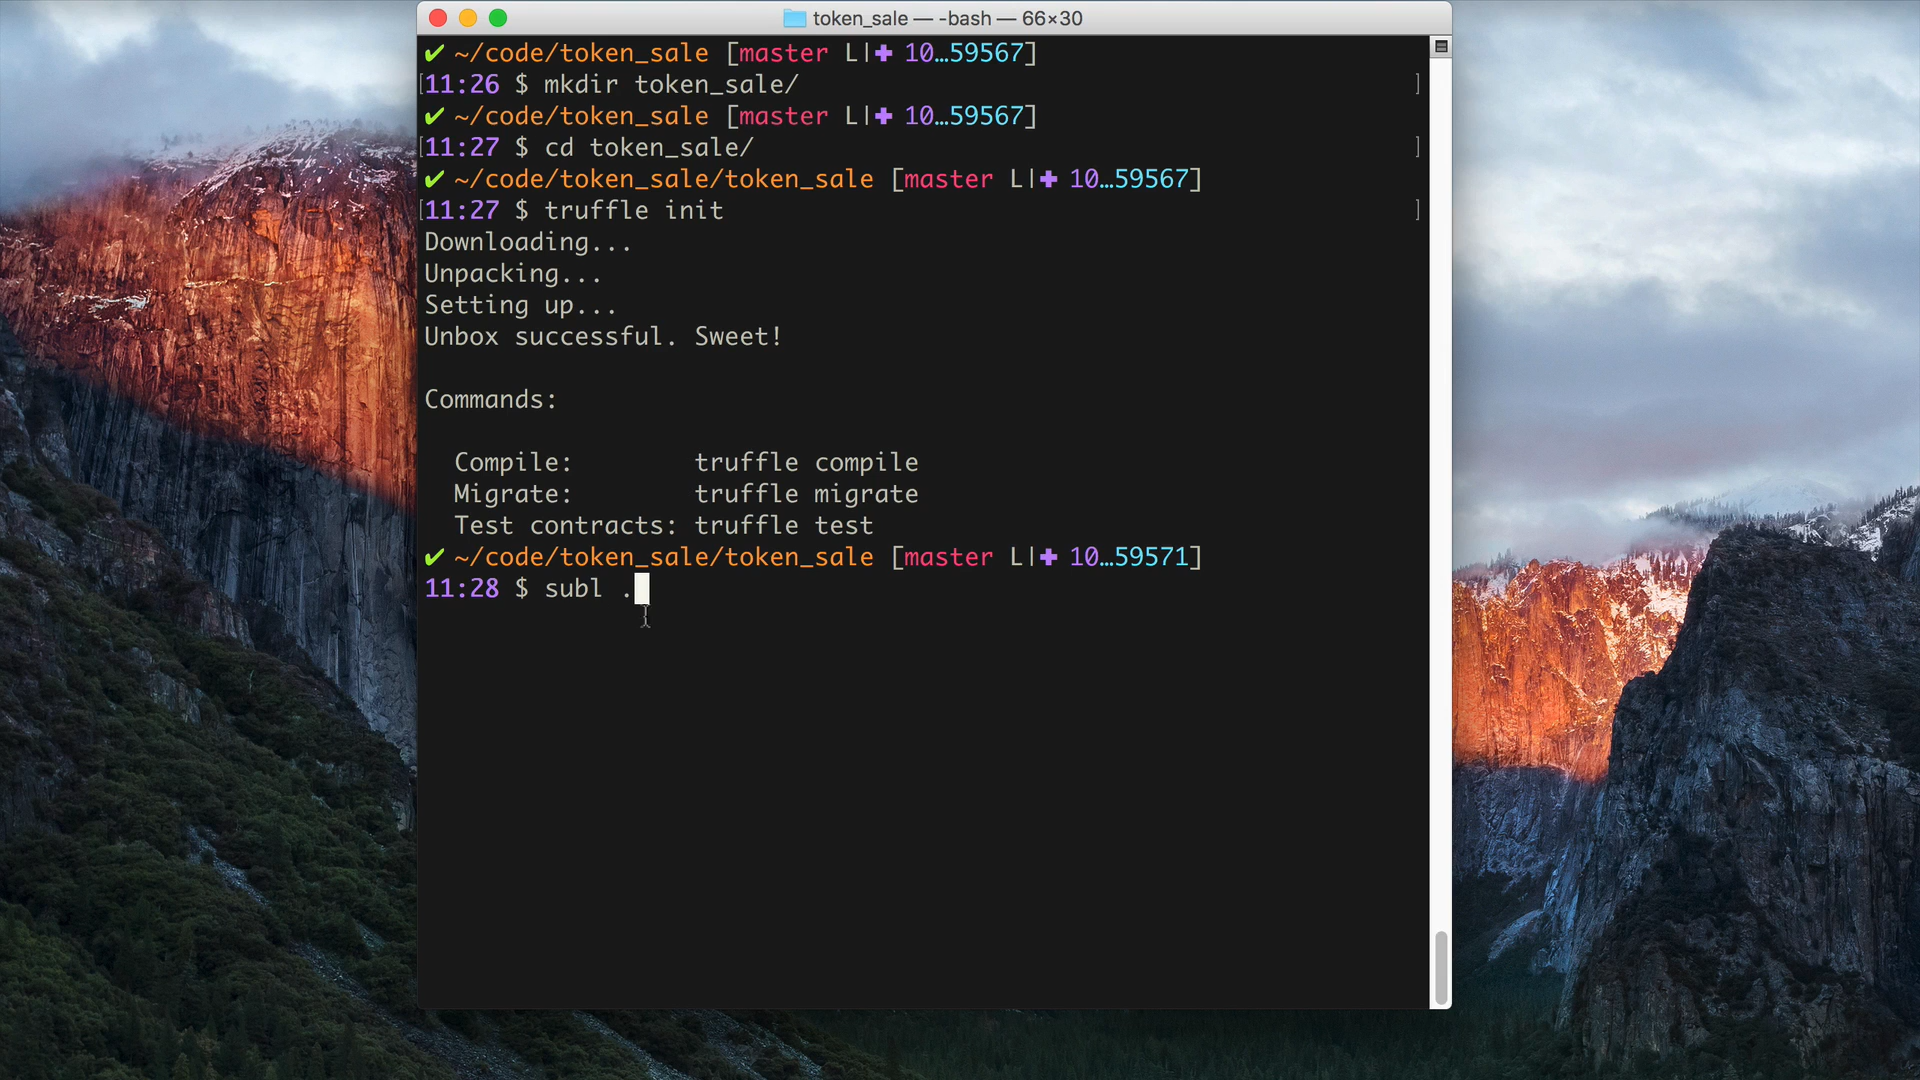 token_sale — -bash — 66×30
✔ ~/code/token_sale [master L|✚ 10…59567]
[11:26 $ mkdir token_sale/ ]
✔ ~/code/token_sale [master L|✚ 10…59567]
[11:27 $ cd token_sale/ ]
✔ ~/code/token_sale/token_sale [master L|✚ 10…59567]
[11:27 $ truffle init ]
Downloading...
Unpacking...
Setting up...
Unbox successful. Sweet!
Commands:
Compile: truffle compile
Migrate: truffle migrate
Test contracts: truffle test
✔ ~/code/token_sale/token_sale [master L|✚ 10…59571]
11:28 $ subl .